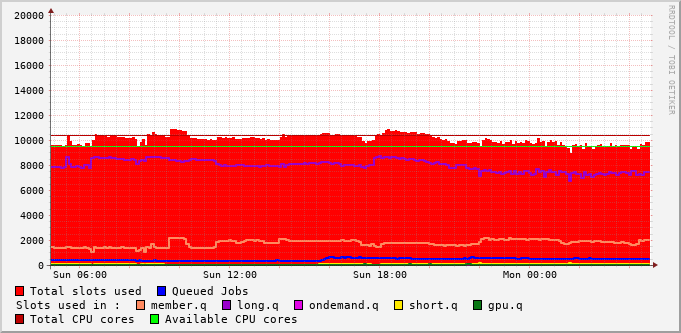 20000
18000
16000
14000
12000
10000
8000
6000
4000
2000
0
Sun 06:00 Sun 12:00 Sun 18:00 Mon 00:00
RRDTOOL / TOBI OETIKER
Total slots used Queued Jobs
Slots used in : member.q long.q ondemand.q short.q gpu.q
Total CPU cores Available CPU cores